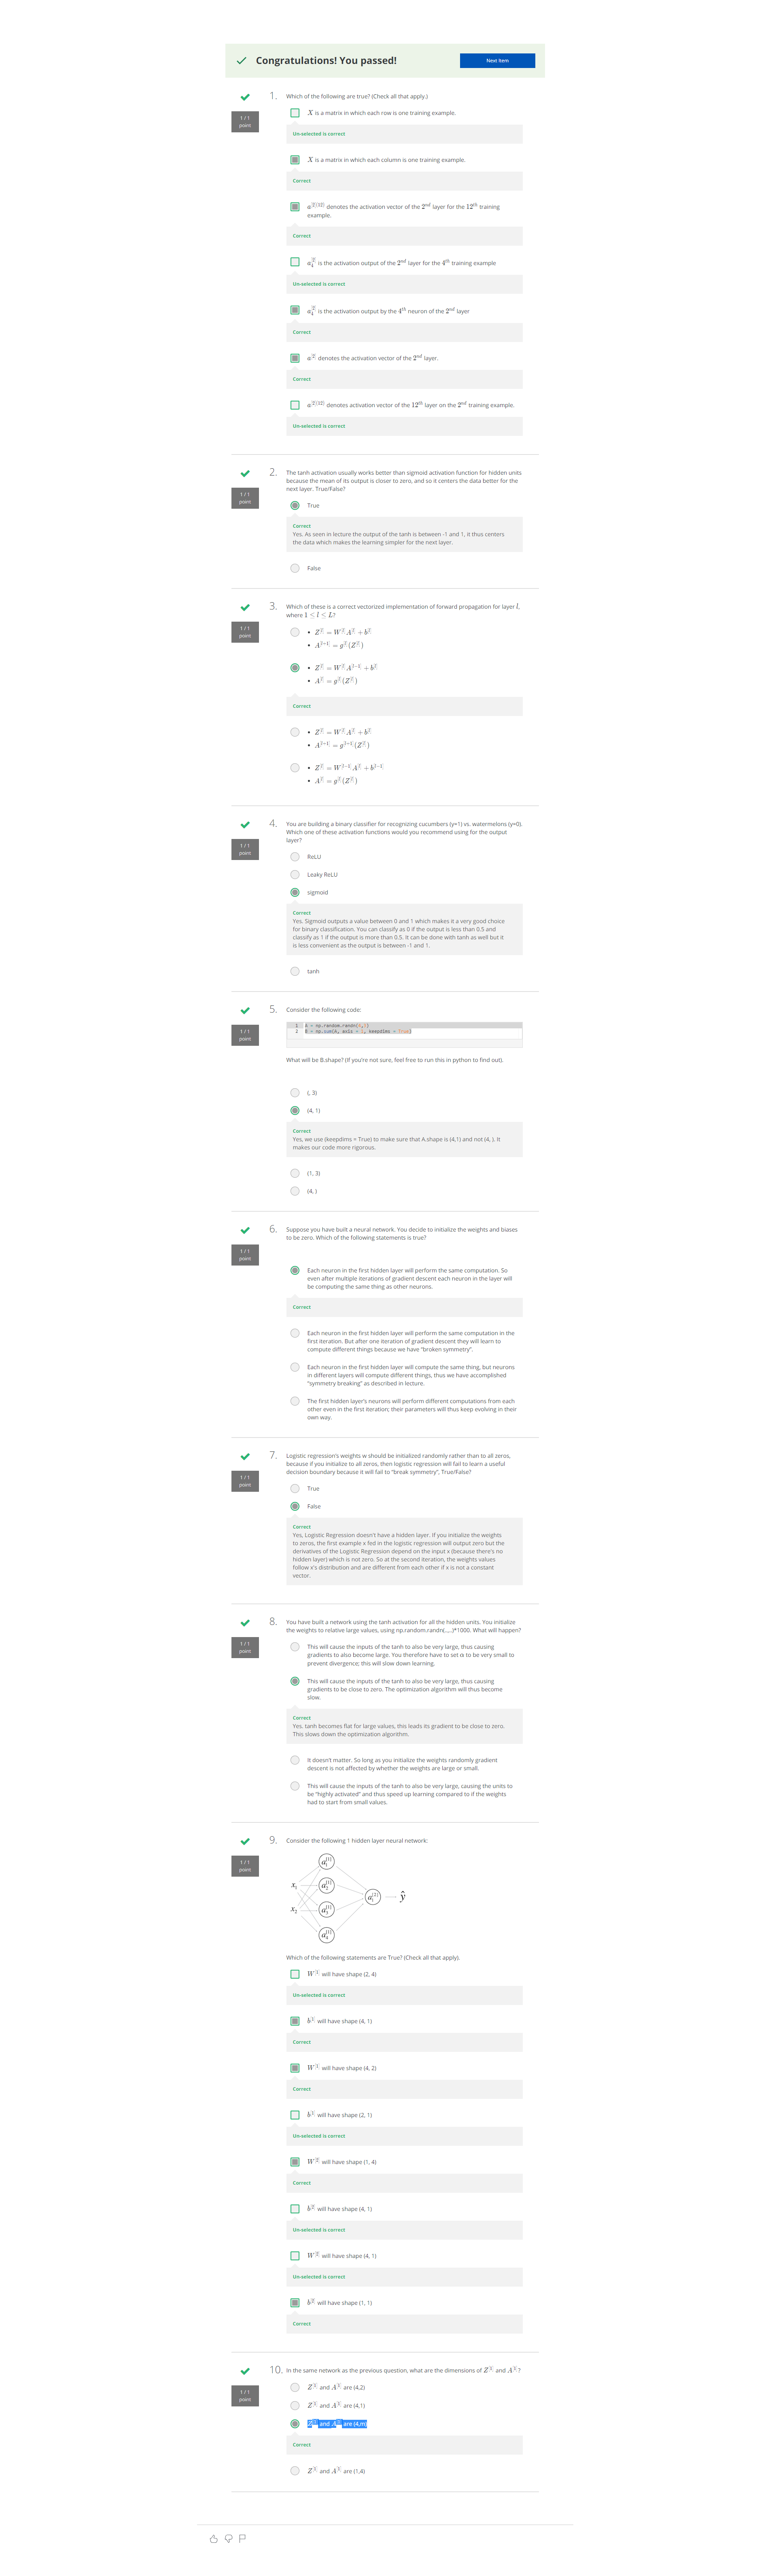 Congratulations! You passed!
Next Item
1 / 1
point
1.
Which of the following are true? (Check all that apply.)
X is a matrix in which each row is one training example.
Un-selected is correct
X is a matrix in which each column is one training example.
Correct
a^[2](12) denotes the activation vector of the 2^nd layer for the 12^th training
example.
Correct
a_4^[2] is the activation output of the 2^nd layer for the 4^th training example
Un-selected is correct
a_4^[2] is the activation output by the 4^th neuron of the 2^nd layer
Correct
a^[2] denotes the activation vector of the 2^nd layer.
Correct
a^[2](12) denotes activation vector of the 12^th layer on the 2^nd training example.
Un-selected is correct
1 / 1
point
2.
The tanh activation usually works better than sigmoid activation function for hidden units
because the mean of its output is closer to zero, and so it centers the data better for the
next layer. True/False?
True
Correct
Yes. As seen in lecture the output of the tanh is between -1 and 1, it thus centers
the data which makes the learning simpler for the next layer.
False
1 / 1
point
3.
Which of these is a correct vectorized implementation of forward propagation for layer l,
where 1 ≤ l ≤ L?
• Z^[l] = W^[l] A^[l] + b^[l]
• A^[l+1] = g^[l](Z^[l])
• Z^[l] = W^[l] A^[l−1] + b^[l]
• A^[l] = g^[l](Z^[l])
Correct
• Z^[l] = W^[l] A^[l] + b^[l]
• A^[l+1] = g^[l+1](Z^[l])
• Z^[l] = W^[l−1] A^[l] + b^[l−1]
• A^[l] = g^[l](Z^[l])
1 / 1
point
4.
You are building a binary classifier for recognizing cucumbers (y=1) vs. watermelons (y=0).
Which one of these activation functions would you recommend using for the output
layer?
ReLU
Leaky ReLU
sigmoid
Correct
Yes. Sigmoid outputs a value between 0 and 1 which makes it a very good choice
for binary classification. You can classify as 0 if the output is less than 0.5 and
classify as 1 if the output is more than 0.5. It can be done with tanh as well but it
is less convenient as the output is between -1 and 1.
tanh
1 / 1
point
5.
Consider the following code:
1 A = np.random.randn(4,3)
2 B = np.sum(A, axis = 1, keepdims = True)
What will be B.shape? (If you're not sure, feel free to run this in python to find out).
(, 3)
(4, 1)
Correct
Yes, we use (keepdims = True) to make sure that A.shape is (4,1) and not (4, ). It
makes our code more rigorous.
(1, 3)
(4, )
1 / 1
point
6.
Suppose you have built a neural network. You decide to initialize the weights and biases
to be zero. Which of the following statements is true?
Each neuron in the first hidden layer will perform the same computation. So
even after multiple iterations of gradient descent each neuron in the layer will
be computing the same thing as other neurons.
Correct
Each neuron in the first hidden layer will perform the same computation in the
first iteration. But after one iteration of gradient descent they will learn to
compute different things because we have "broken symmetry".
Each neuron in the first hidden layer will compute the same thing, but neurons
in different layers will compute different things, thus we have accomplished
"symmetry breaking" as described in lecture.
The first hidden layer's neurons will perform different computations from each
other even in the first iteration; their parameters will thus keep evolving in their
own way.
1 / 1
point
7.
Logistic regression's weights w should be initialized randomly rather than to all zeros,
because if you initialize to all zeros, then logistic regression will fail to learn a useful
decision boundary because it will fail to "break symmetry", True/False?
True
False
Correct
Yes, Logistic Regression doesn't have a hidden layer. If you initialize the weights
to zeros, the first example x fed in the logistic regression will output zero but the
derivatives of the Logistic Regression depend on the input x (because there's no
hidden layer) which is not zero. So at the second iteration, the weights values
follow x's distribution and are different from each other if x is not a constant
vector.
1 / 1
point
8.
You have built a network using the tanh activation for all the hidden units. You initialize
the weights to relative large values, using np.random.randn(..,..)*1000. What will happen?
This will cause the inputs of the tanh to also be very large, thus causing
gradients to also become large. You therefore have to set α to be very small to
prevent divergence; this will slow down learning.
This will cause the inputs of the tanh to also be very large, thus causing
gradients to be close to zero. The optimization algorithm will thus become
slow.
Correct
Yes. tanh becomes flat for large values, this leads its gradient to be close to zero.
This slows down the optimization algorithm.
It doesn't matter. So long as you initialize the weights randomly gradient
descent is not affected by whether the weights are large or small.
This will cause the inputs of the tanh to also be very large, causing the units to
be "highly activated" and thus speed up learning compared to if the weights
had to start from small values.
1 / 1
point
9.
Consider the following 1 hidden layer neural network:
a_1^[1]
x_1 a_2^[1]
a_1^[2] ŷ
x_2 a_3^[1]
a_4^[1]
Which of the following statements are True? (Check all that apply).
W^[1] will have shape (2, 4)
Un-selected is correct
b^[1] will have shape (4, 1)
Correct
W^[1] will have shape (4, 2)
Correct
b^[1] will have shape (2, 1)
Un-selected is correct
W^[2] will have shape (1, 4)
Correct
b^[2] will have shape (4, 1)
Un-selected is correct
W^[2] will have shape (4, 1)
Un-selected is correct
b^[2] will have shape (1, 1)
Correct
1 / 1
point
10.
In the same network as the previous question, what are the dimensions of Z^[1] and A^[1]?
Z^[1] and A^[1] are (4,2)
Z^[1] and A^[1] are (4,1)
Z^[1] and A^[1] are (4,m)
Correct
Z^[1] and A^[1] are (1,4)